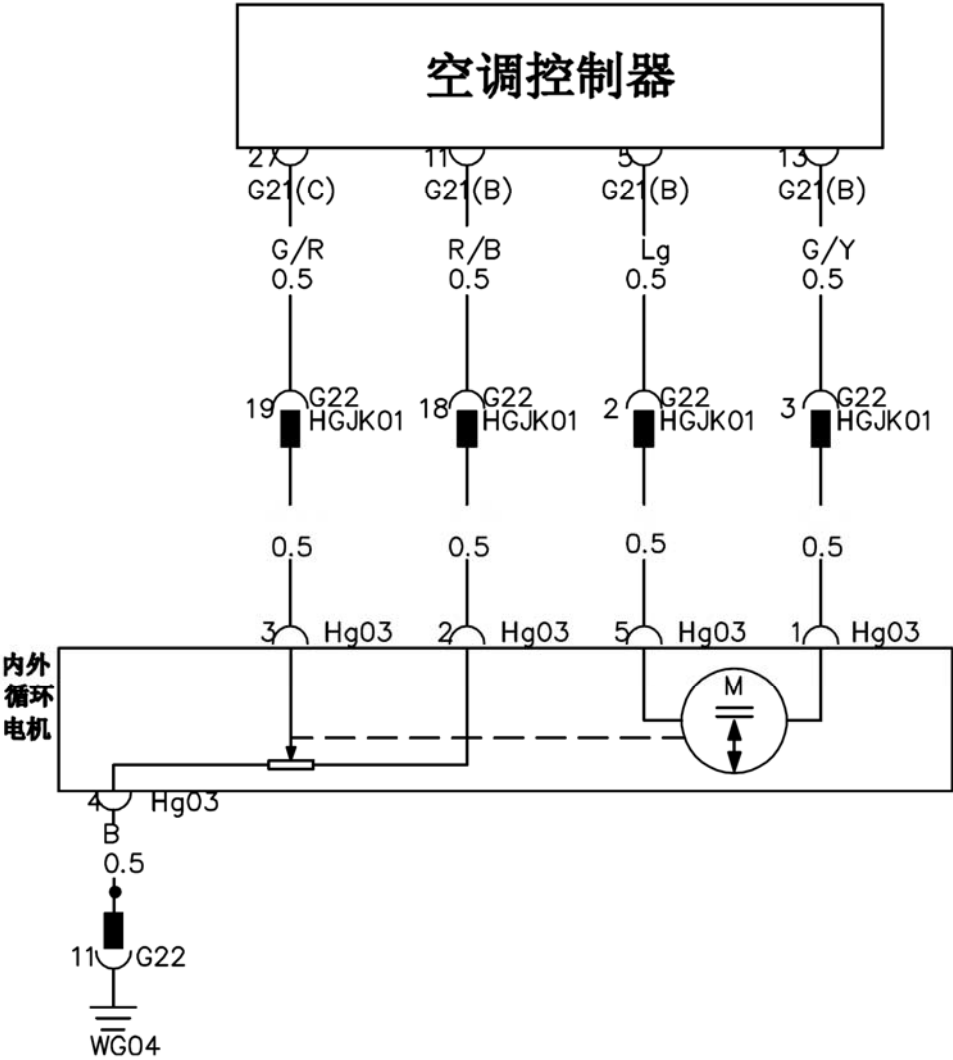 空调控制器
27 11 5 13
G21(C) G21(B) G21(B) G21(B)
G/R R/B Lg G/Y
0.5 0.5 0.5 0.5
G22 G22 G22 G22
19 18 2 3
HGJK01 HGJK01 HGJK01 HGJK01
0.5 0.5 0.5 0.5
3 Hg03 2 Hg03 5 Hg03 1 Hg03
内外
循环
电机
M
4 Hg03
B
0.5
11 G22
WG04